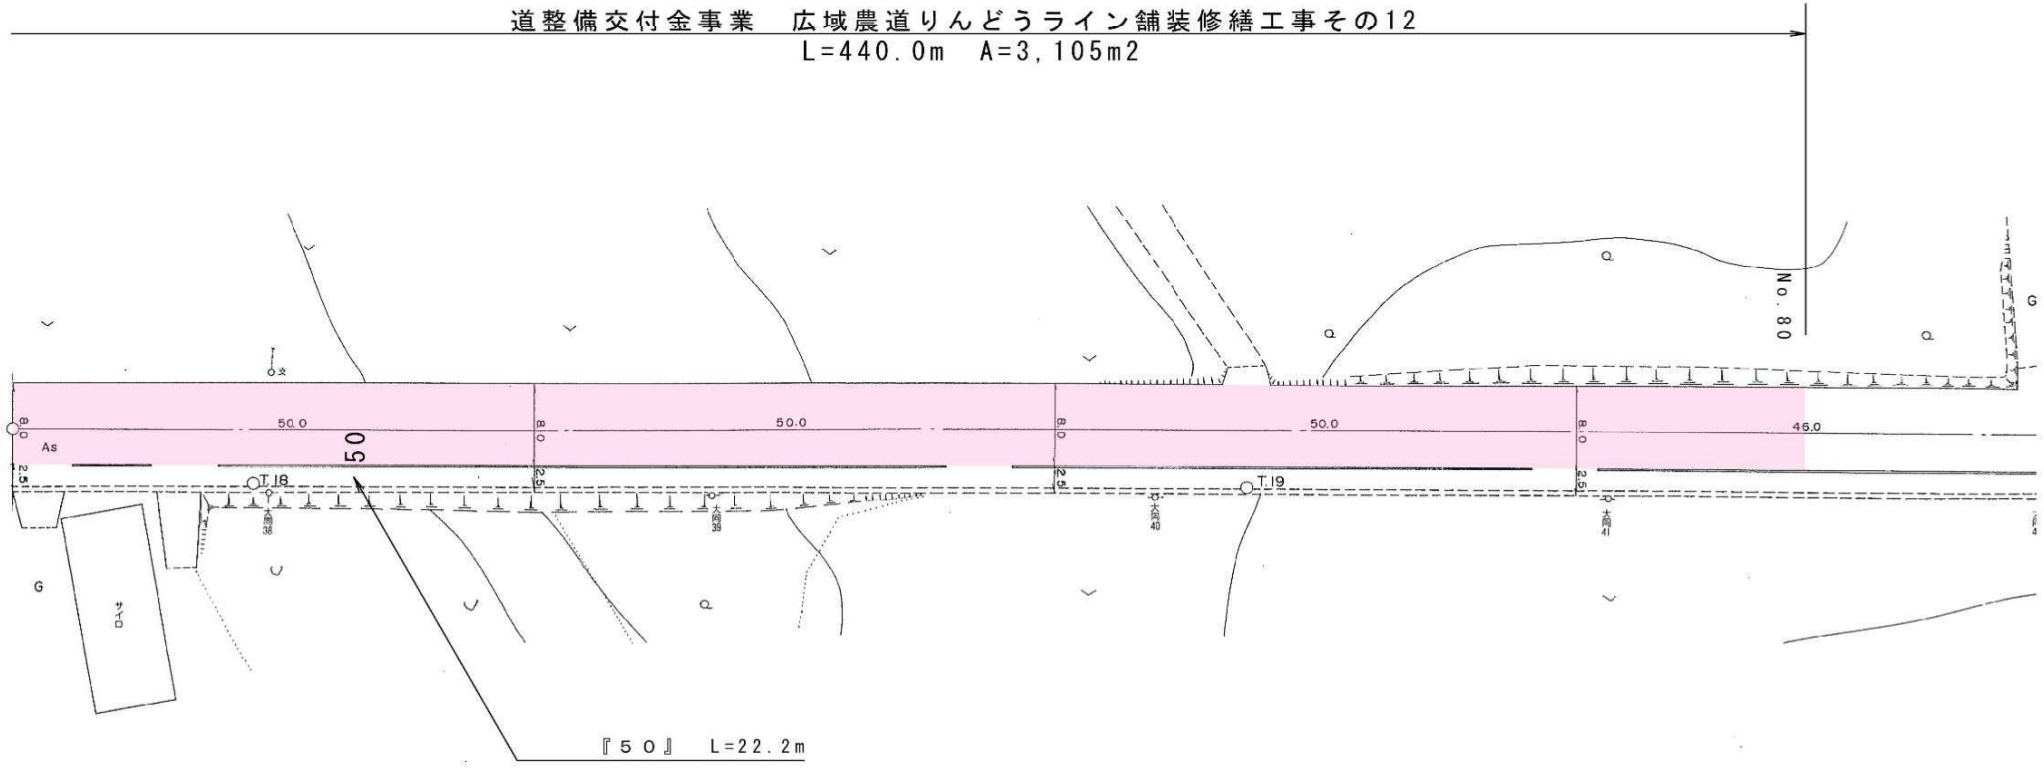 道整備交付金事業　広域農道りんどうライン舗装修繕工事その12
L=440.0m　A=3,105m2
No.80
G
8.0
50.0
8.0
50.0
8.0
50.0
8.0
46.0
As
50
2.5
2.5
2.5
2.5
T.18
T.19
大岡38
大岡39
大岡40
大岡41
G
サイロ
『50』　L=22.2m